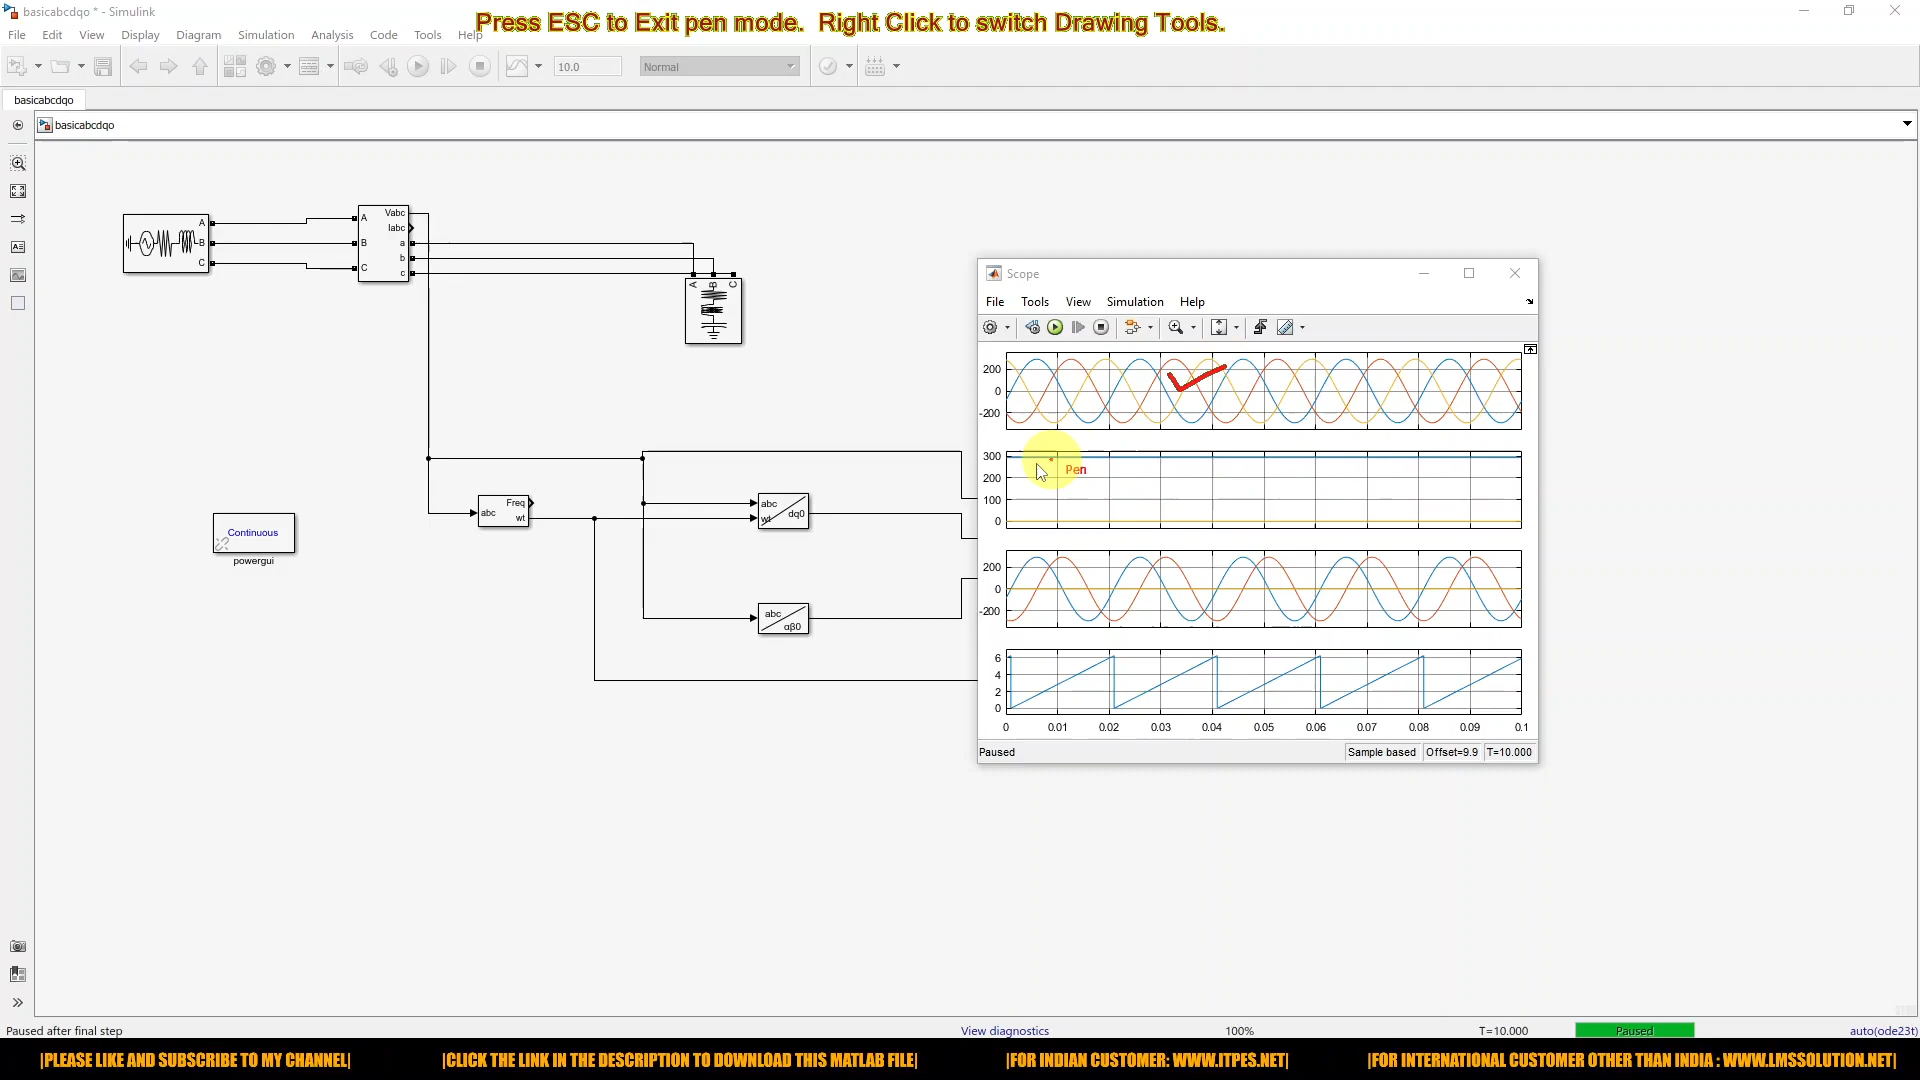 basicabcdqo * - Simulink
Press ESC to Exit pen mode.  Right Click to switch Drawing Tools.
File Edit View Display Diagram Simulation Analysis Code Tools Help
10.0 Normal
basicabcdqo
basicabcdqo
A B C
A B C Vabc Iabc a b c
A B C
Continuous
powergui
abc Freq wt
abc wt dq0
abc αβ0
Scope
File Tools View Simulation Help
200
0
-200
300
200
100
0
Pen
200
0
-200
6
4
2
0
0 0.01 0.02 0.03 0.04 0.05 0.06 0.07 0.08 0.09 0.1
Paused Sample based Offset=9.9 T=10.000
Paused after final step View diagnostics 100% T=10.000 Paused auto(ode23t)
|PLEASE LIKE AND SUBSCRIBE TO MY CHANNEL| |CLICK THE LINK IN THE DESCRIPTION TO DOWNLOAD THIS MATLAB FILE| |FOR INDIAN CUSTOMER: WWW.ITPES.NET| |FOR INTERNATIONAL CUSTOMER OTHER THAN INDIA : WWW.LMSSOLUTION.NET|